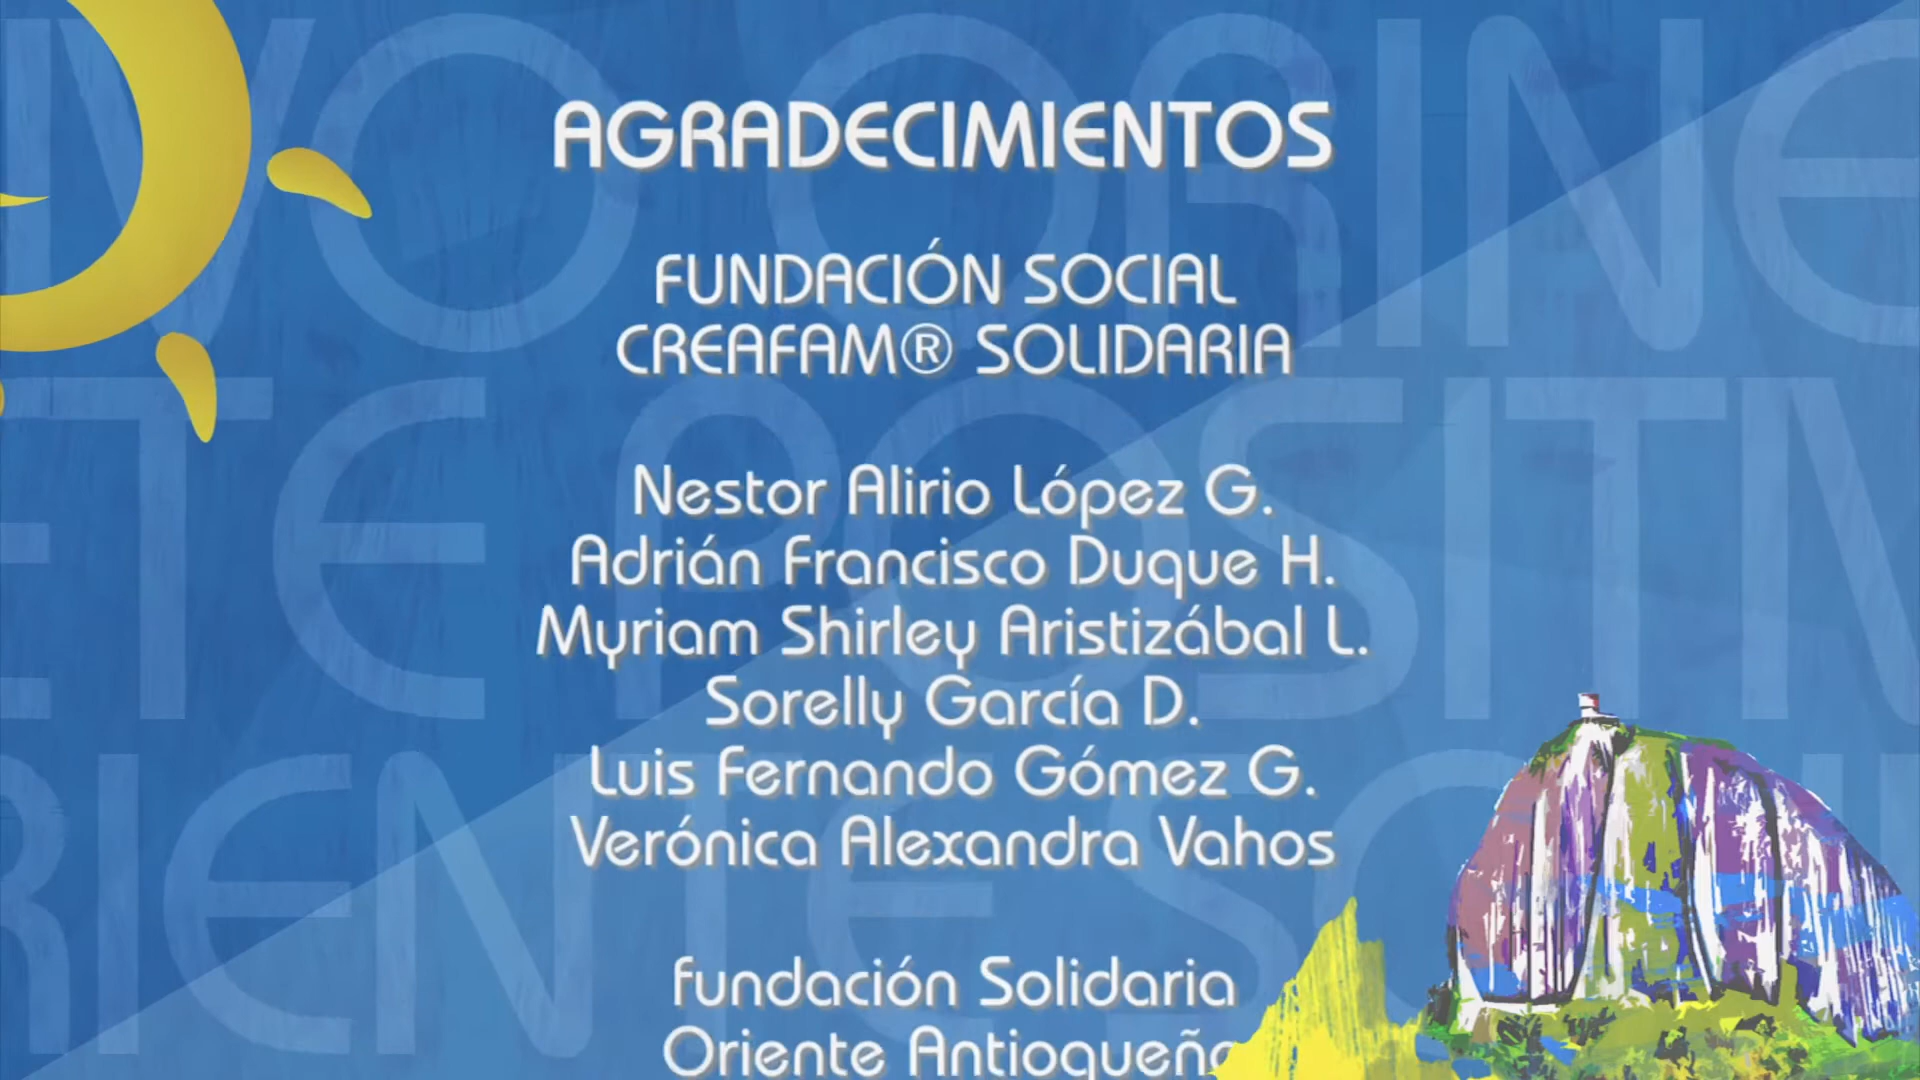 AGRADECIMIENTOS
FUNDACIÓN SOCIAL
CREAFAM® SOLIDARIA
Nestor Alirio López G.
Adrián Francisco Duque H.
Myriam Shirley Aristizábal L.
Sorelly García D.
Luis Fernando Gómez G.
Verónica Alexandra Vahos
Fundación Solidaria
Oriente Antioqueño